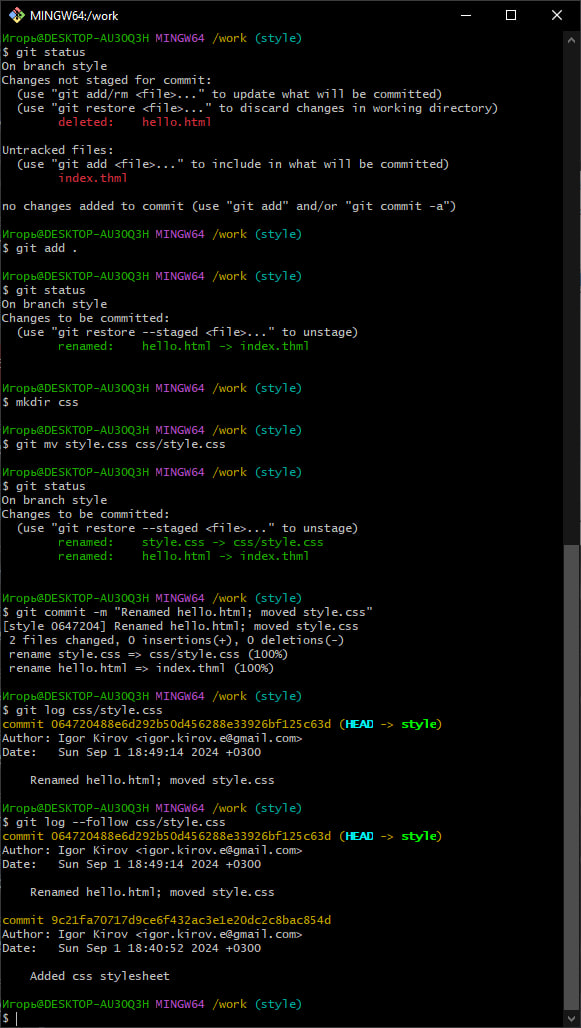 MINGW64:/work
Игорь@DESKTOP-AU3OQ3H MINGW64 /work (style)
$ git status
On branch style
Changes not staged for commit:
  (use "git add/rm <file>..." to update what will be committed)
  (use "git restore <file>..." to discard changes in working directory)
        deleted:    hello.html

Untracked files:
  (use "git add <file>..." to include in what will be committed)
        index.thml

no changes added to commit (use "git add" and/or "git commit -a")

Игорь@DESKTOP-AU3OQ3H MINGW64 /work (style)
$ git add .

Игорь@DESKTOP-AU3OQ3H MINGW64 /work (style)
$ git status
On branch style
Changes to be committed:
  (use "git restore --staged <file>..." to unstage)
        renamed:    hello.html -> index.thml


Игорь@DESKTOP-AU3OQ3H MINGW64 /work (style)
$ mkdir css

Игорь@DESKTOP-AU3OQ3H MINGW64 /work (style)
$ git mv style.css css/style.css

Игорь@DESKTOP-AU3OQ3H MINGW64 /work (style)
$ git status
On branch style
Changes to be committed:
  (use "git restore --staged <file>..." to unstage)
        renamed:    style.css -> css/style.css
        renamed:    hello.html -> index.thml


Игорь@DESKTOP-AU3OQ3H MINGW64 /work (style)
$ git commit -m "Renamed hello.html; moved style.css"
[style 0647204] Renamed hello.html; moved style.css
 2 files changed, 0 insertions(+), 0 deletions(-)
 rename style.css => css/style.css (100%)
 rename hello.html => index.thml (100%)

Игорь@DESKTOP-AU3OQ3H MINGW64 /work (style)
$ git log css/style.css
commit 064720488e6d292b50d456288e33926bf125c63d (HEAD -> style)
Author: Igor Kirov <igor.kirov.e@gmail.com>
Date:   Sun Sep 1 18:49:14 2024 +0300

    Renamed hello.html; moved style.css

Игорь@DESKTOP-AU3OQ3H MINGW64 /work (style)
$ git log --follow css/style.css
commit 064720488e6d292b50d456288e33926bf125c63d (HEAD -> style)
Author: Igor Kirov <igor.kirov.e@gmail.com>
Date:   Sun Sep 1 18:49:14 2024 +0300

    Renamed hello.html; moved style.css

commit 9c21fa70717d9ce6f432ac3e1e20dc2c8bac854d
Author: Igor Kirov <igor.kirov.e@gmail.com>
Date:   Sun Sep 1 18:40:52 2024 +0300

    Added css stylesheet

Игорь@DESKTOP-AU3OQ3H MINGW64 /work (style)
$